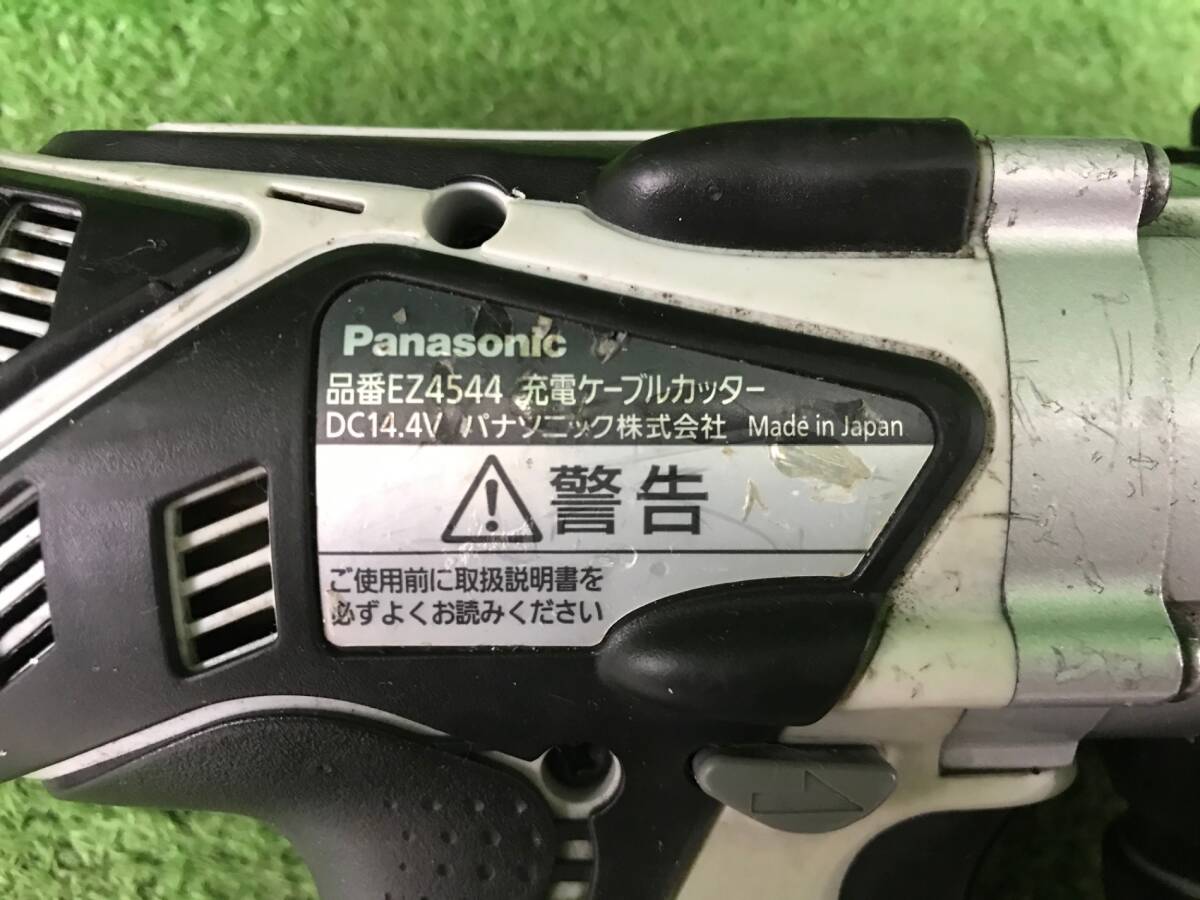 Panasonic
品番EZ4544 充電ケーブルカッター
DC14.4V パナソニック株式会社 Made in Japan
警告
ご使用前に取扱説明書を
必ずよくお読みください